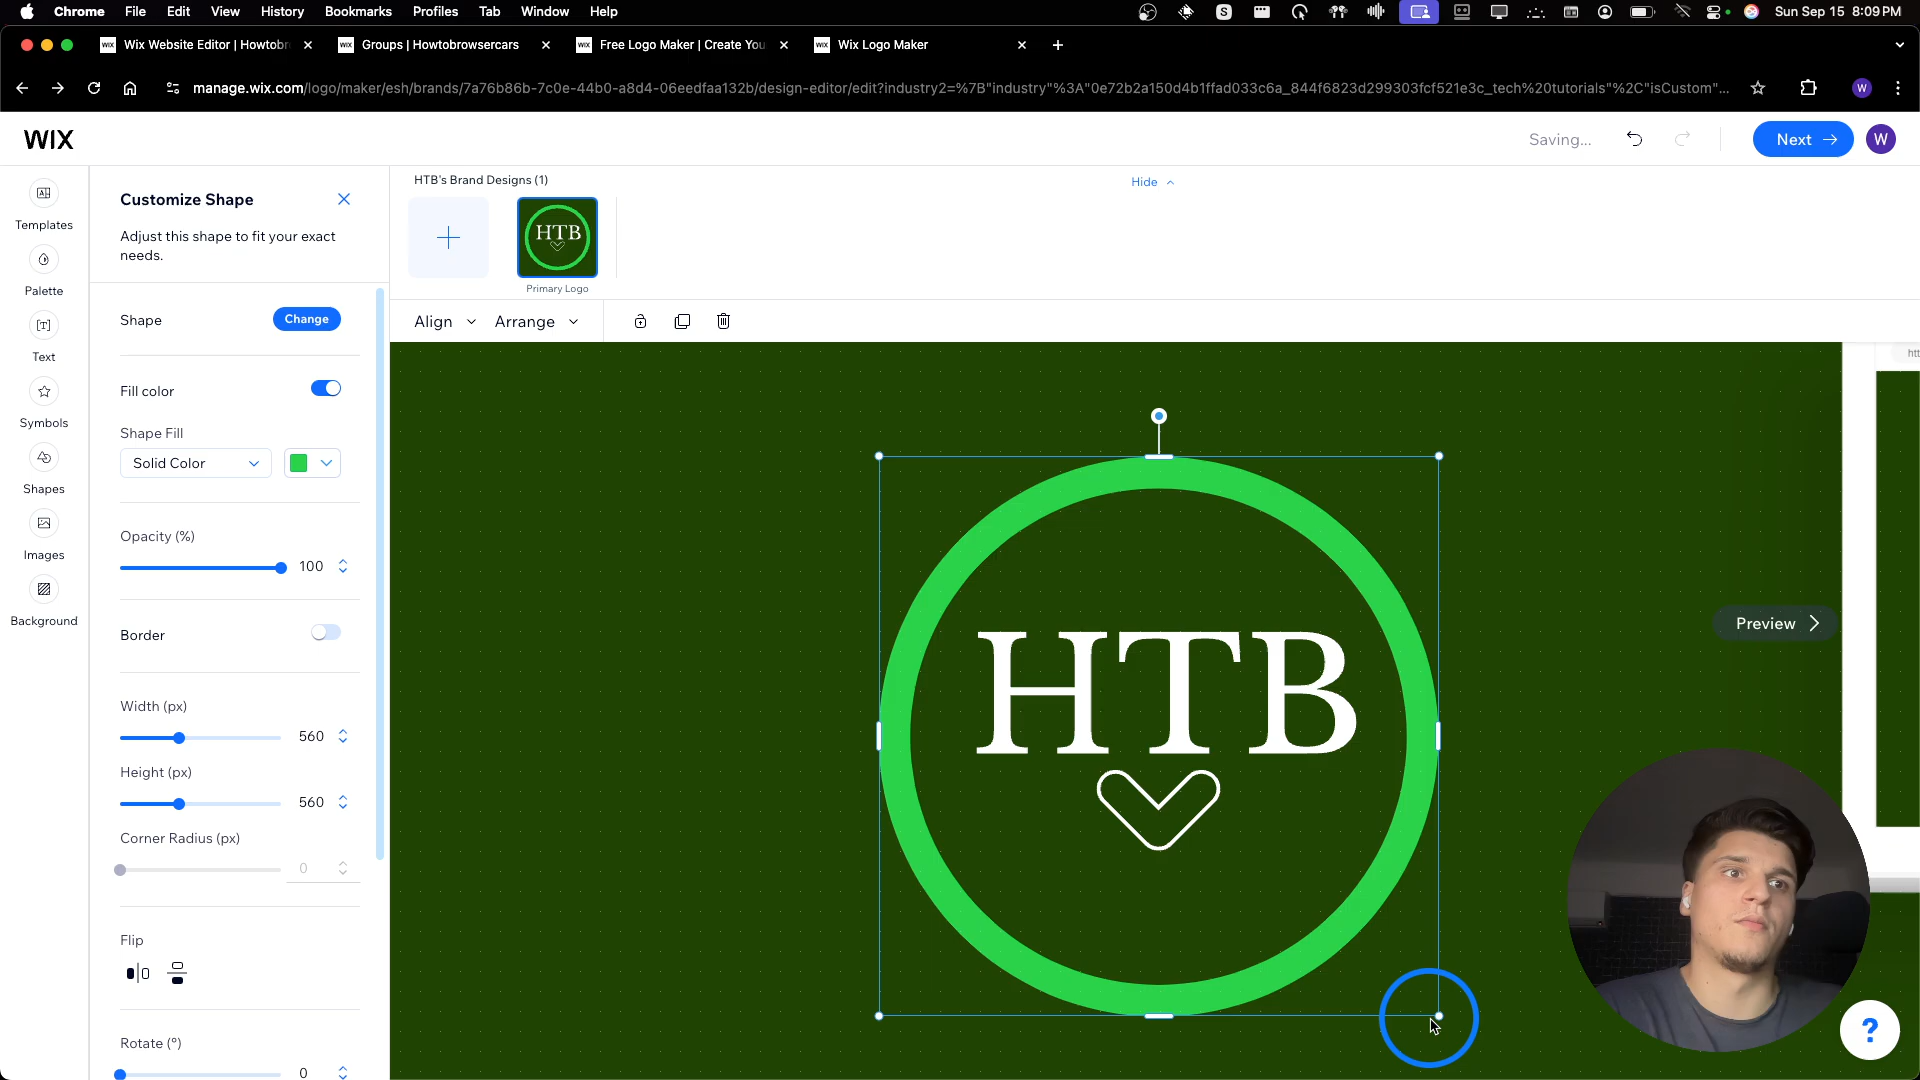 Chrome File Edit View History Bookmarks Profiles Tab Window Help
Sun Sep 15 8:09 PM
Wix Website Editor | Howtobr
Groups | Howtobrowsercars
Free Logo Maker | Create You
Wix Logo Maker
manage.wix.com/logo/maker/esh/brands/7a76b86b-7c0e-44b0-a8d4-06eedfaa132b/design-editor/edit?industry2=%7B"industry"%3A"0e72b2a150d4b1ffad033c6a_844f6823d299303fcf521e3c_tech%20tutorials"%2C"isCustom"...
W
WIX
Saving...
Next
W
Templates
Palette
Text
Symbols
Shapes
Images
Background
Customize Shape
Adjust this shape to fit your exact
needs.
Shape
Change
Fill color
Shape Fill
Solid Color
Opacity (%)
100
Border
Width (px)
560
Height (px)
560
Corner Radius (px)
0
Flip
Rotate (°)
0
HTB's Brand Designs (1)
Hide
HTB
Primary Logo
Align
Arrange
htt
HTB
Preview
?